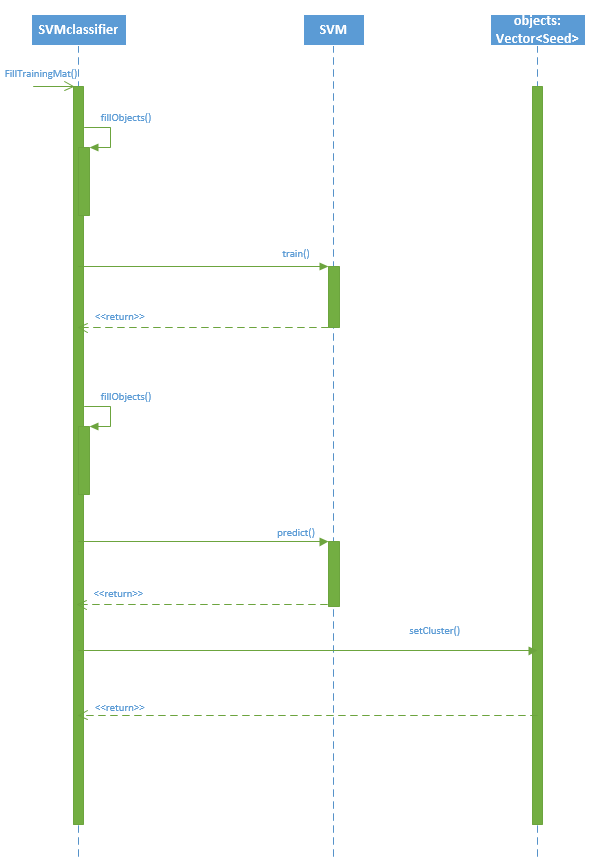 SVMclassifier
SVM
objects:
Vector<Seed>
FillTrainingMat()
fillObjects()
train()
<<return>>
fillObjects()
predict()
<<return>>
setCluster()
<<return>>